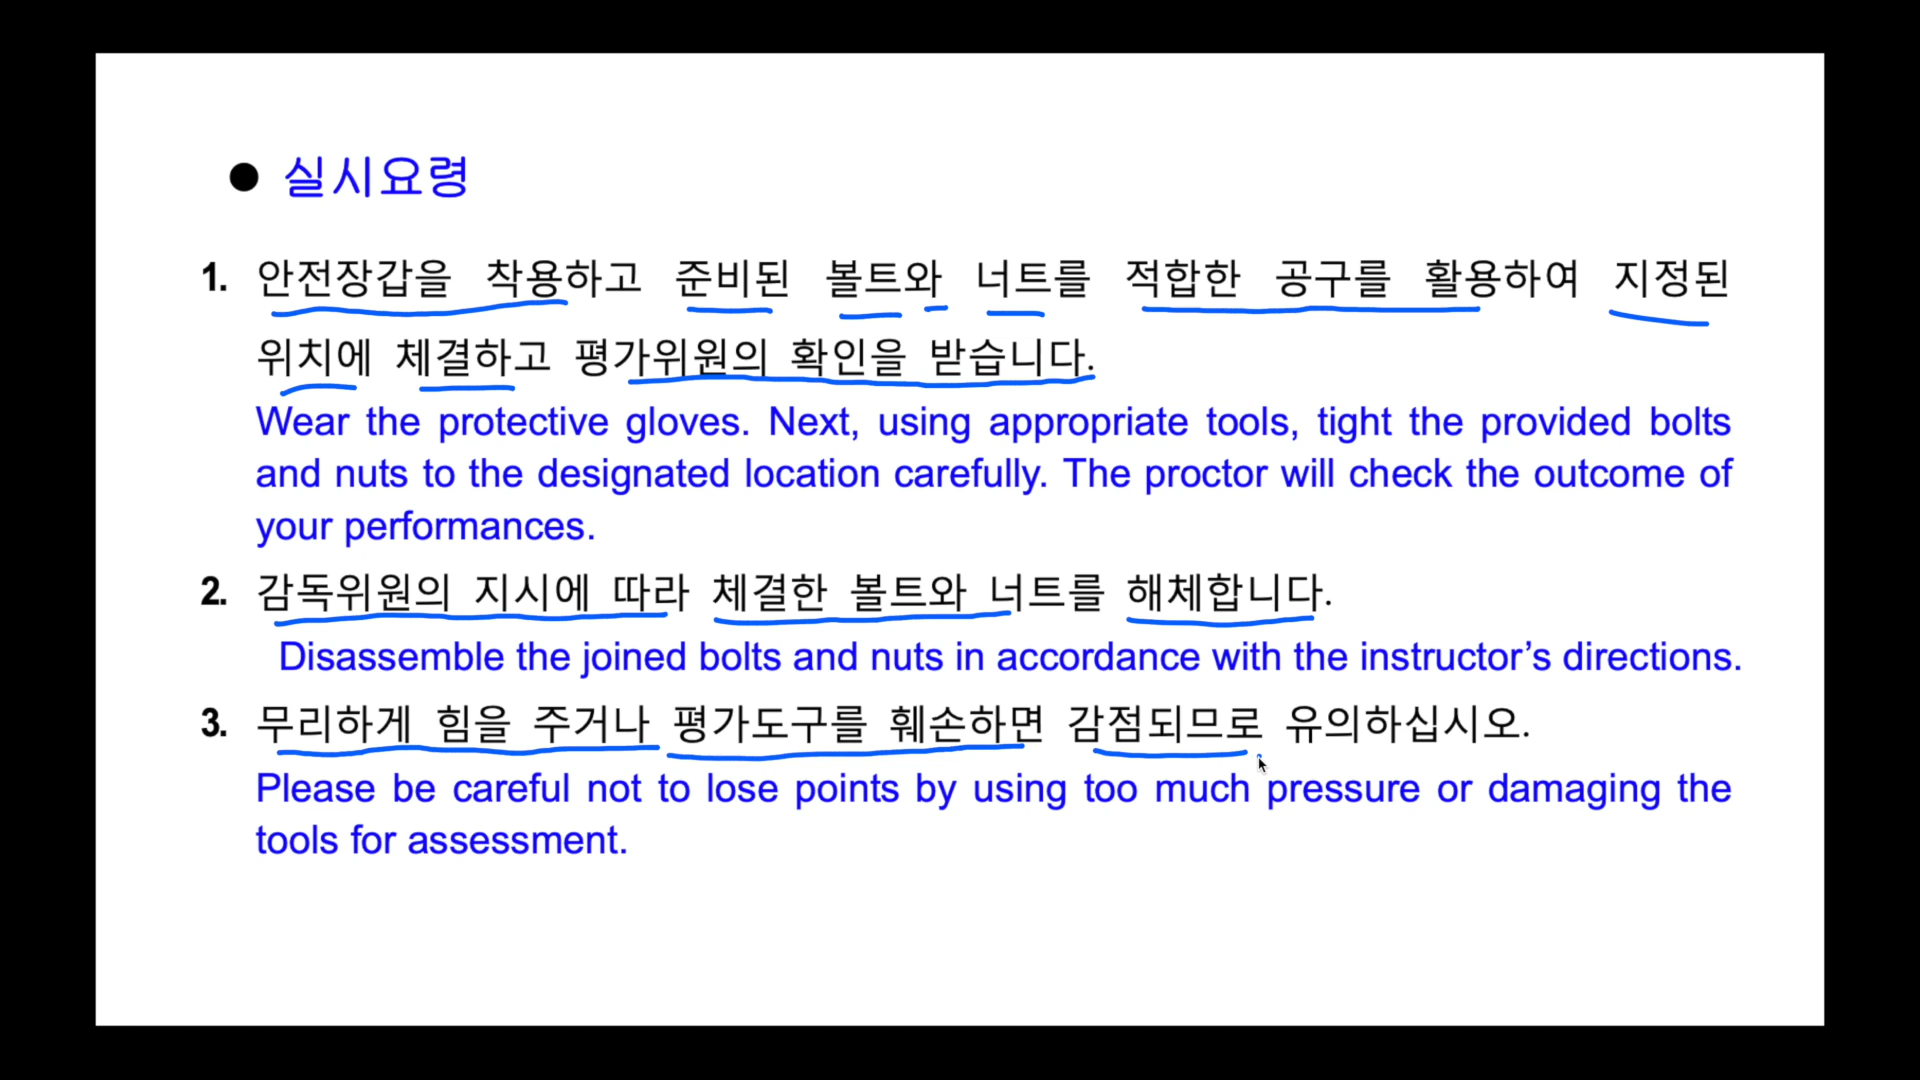 ● 실시요령
1. 안전장갑을 착용하고 준비된 볼트와 너트를 적합한 공구를 활용하여 지정된
위치에 체결하고 평가위원의 확인을 받습니다.
Wear the protective gloves. Next, using appropriate tools, tight the provided bolts
and nuts to the designated location carefully. The proctor will check the outcome of
your performances.
2. 감독위원의 지시에 따라 체결한 볼트와 너트를 해체합니다.
Disassemble the joined bolts and nuts in accordance with the instructor’s directions.
3. 무리하게 힘을 주거나 평가도구를 훼손하면 감점되므로 유의하십시오.
Please be careful not to lose points by using too much pressure or damaging the
tools for assessment.